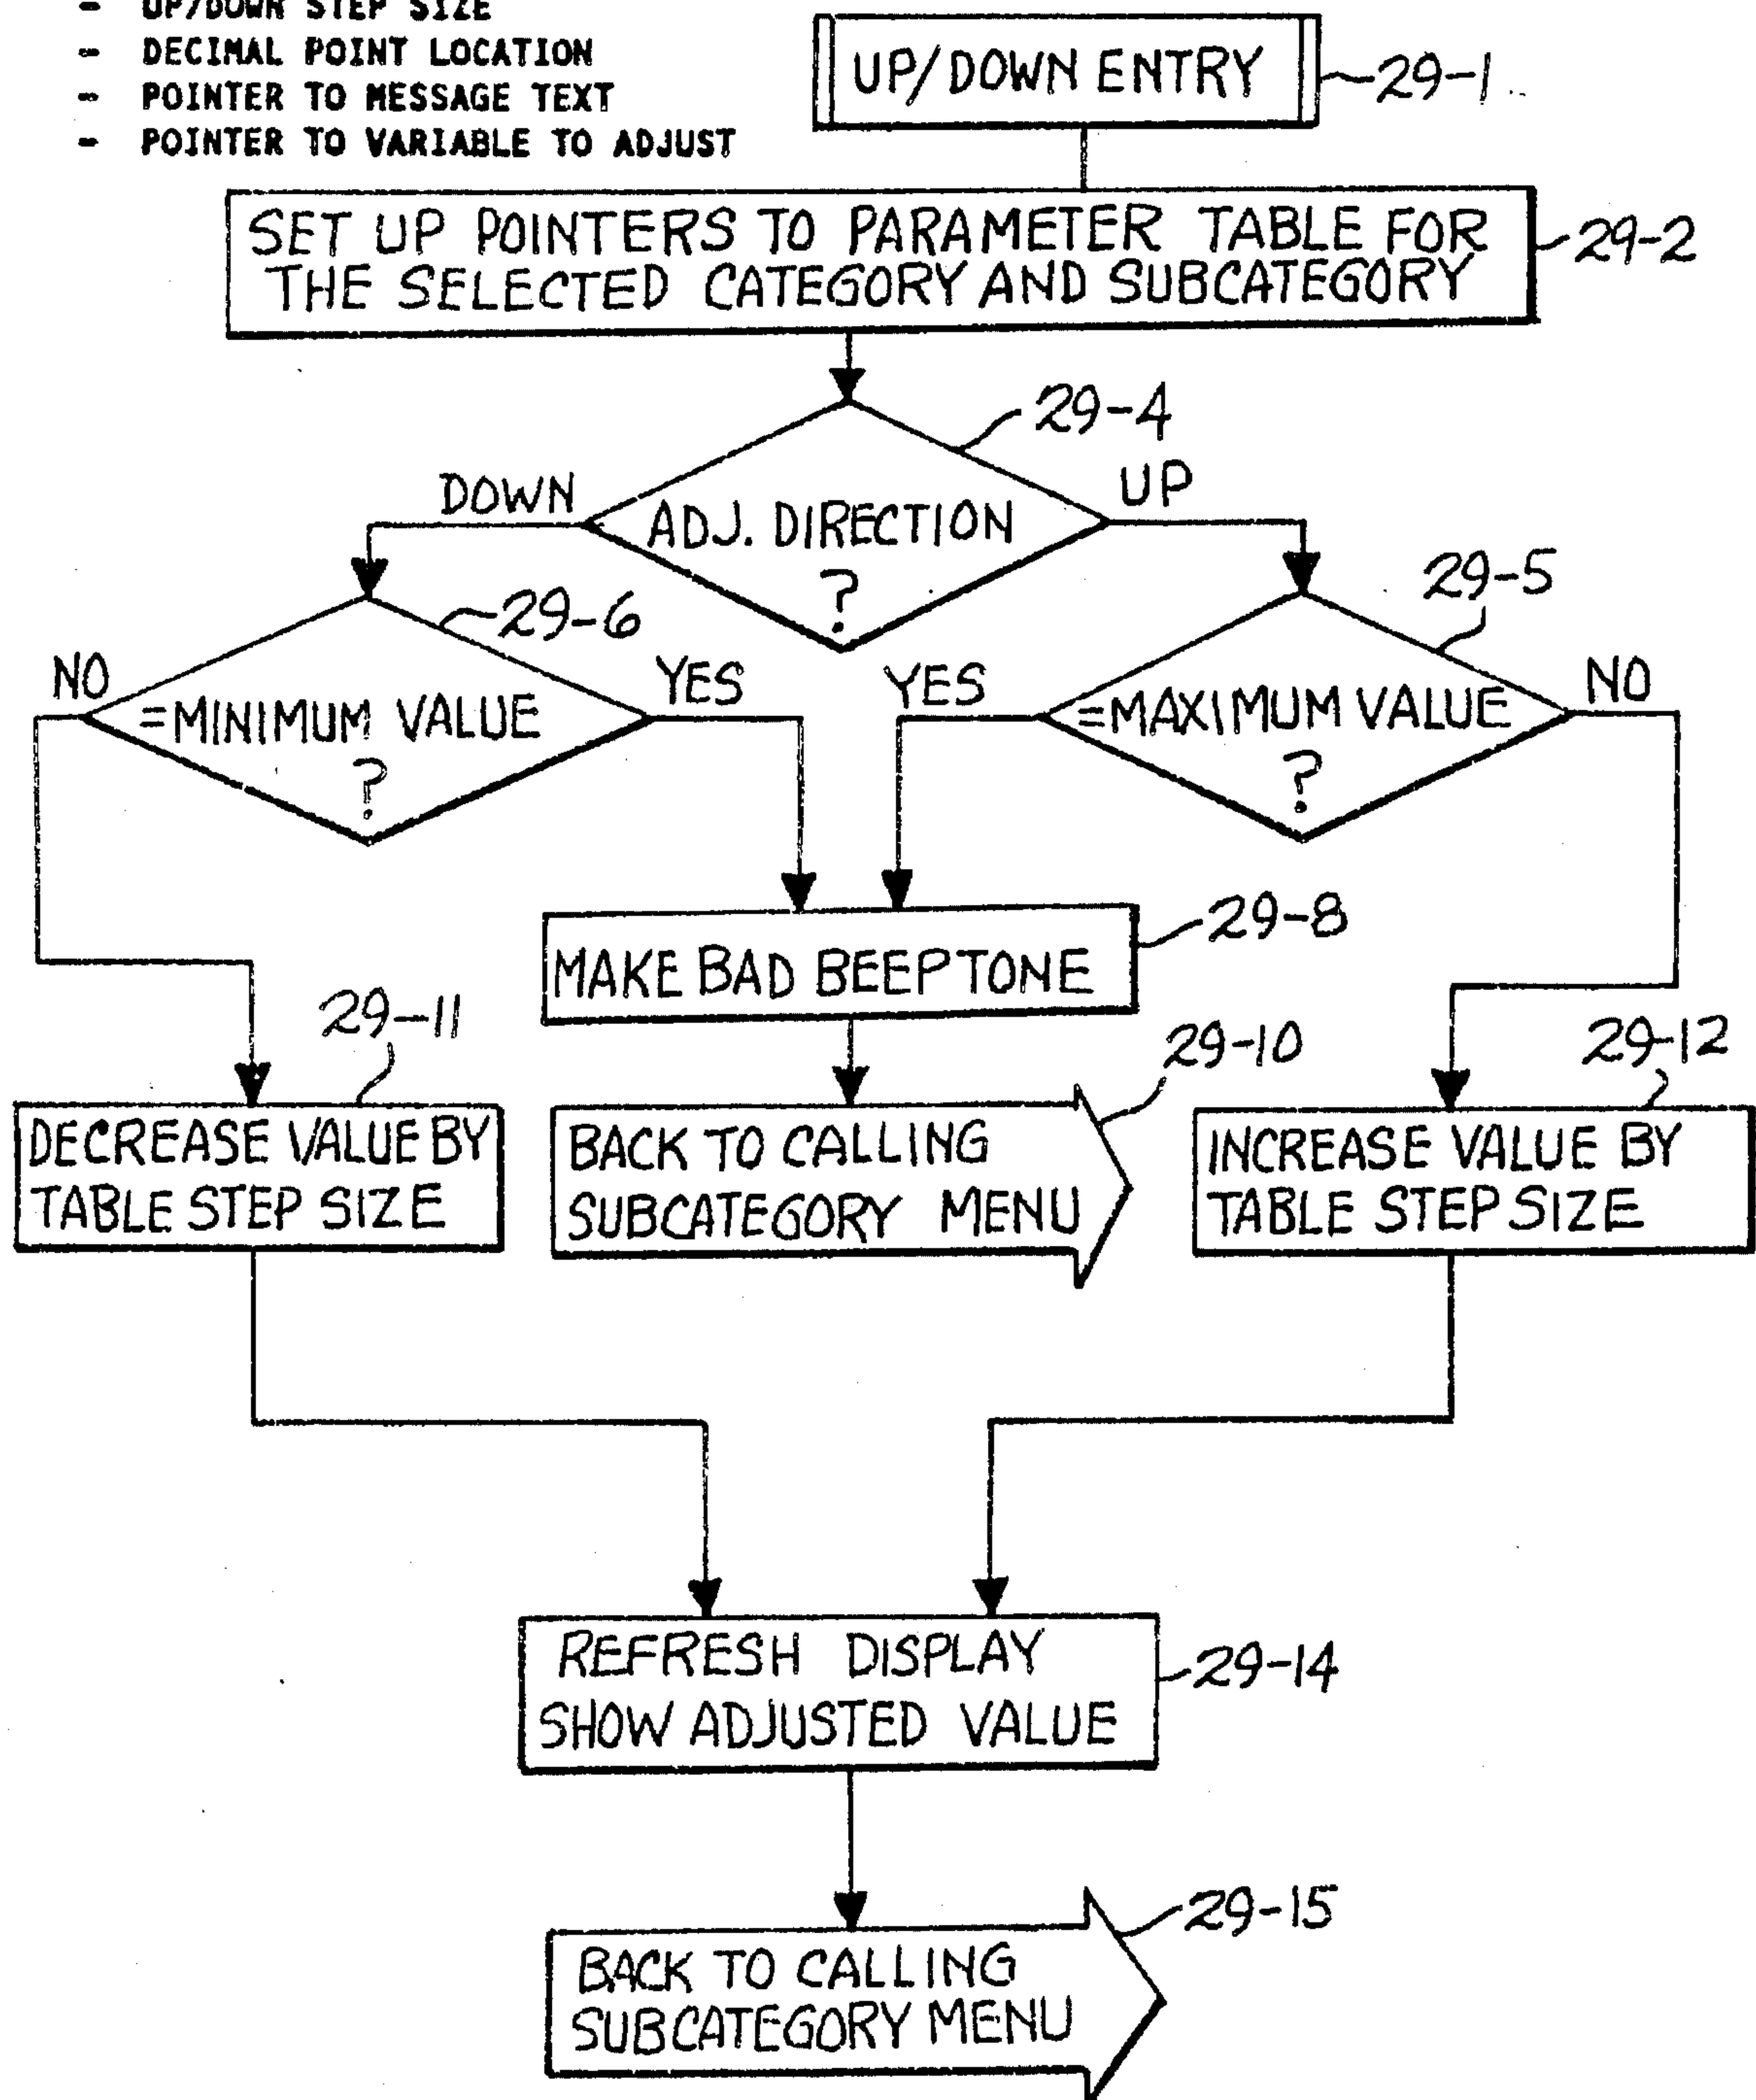 - UP/DOWN STEP SIZE
- DECIMAL POINT LOCATION
- POINTER TO MESSAGE TEXT
- POINTER TO VARIABLE TO ADJUST
UP/DOWN ENTRY
29-1
SET UP POINTERS TO PARAMETER TABLE FOR
THE SELECTED CATEGORY AND SUBCATEGORY
29-2
29-4
DOWN
UP
ADJ. DIRECTION
?
29-6
29-5
NO
YES
YES
NO
=MINIMUM VALUE
?
=MAXIMUM VALUE
?
29-8
MAKE BAD BEEP TONE
29-11
29-10
29-12
DECREASE VALUE BY
TABLE STEP SIZE
BACK TO CALLING
SUBCATEGORY MENU
INCREASE VALUE BY
TABLE STEP SIZE
REFRESH DISPLAY
SHOW ADJUSTED VALUE
29-14
29-15
BACK TO CALLING
SUBCATEGORY MENU